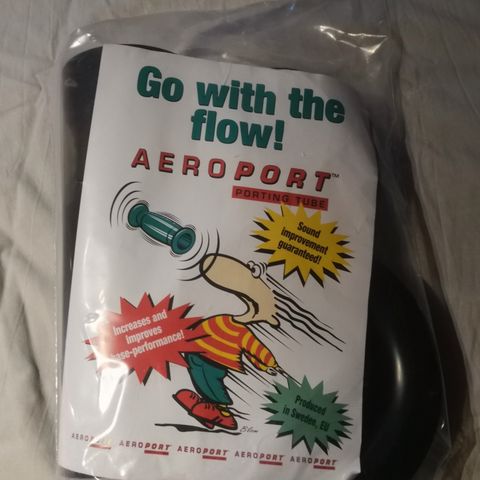 Go with the
flow!
AEROPORT™
PORTING TUBE
Sound
improvement
guaranteed!
Increases and
improves
base-performance!
Produced
in Sweden, EU
AEROPORT AEROPORT AEROPORT AEROPORT AEROPORT